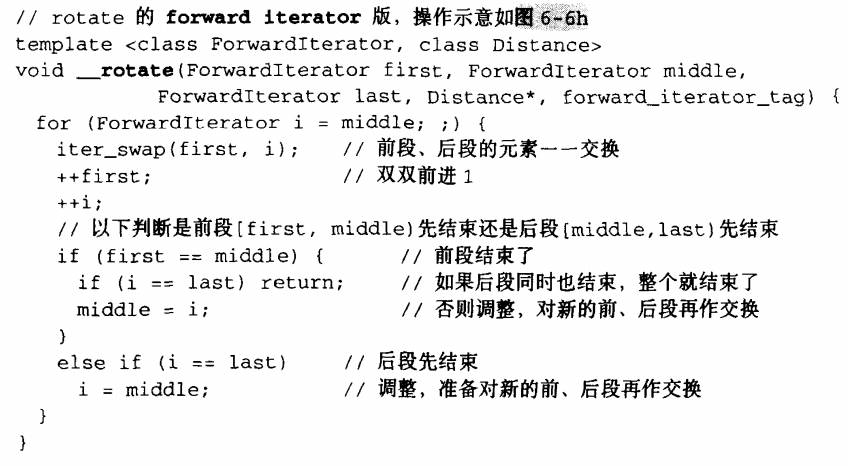 // rotate 的 forward iterator 版，操作示意如图 6-6h
template <class ForwardIterator, class Distance>
void __rotate(ForwardIterator first, ForwardIterator middle,
ForwardIterator last, Distance*, forward_iterator_tag) {
for (ForwardIterator i = middle; ;) {
iter_swap(first, i); // 前段、后段的元素一一交换
++first; // 双双前进 1
++i;
// 以下判断是前段[first, middle)先结束还是后段[middle,last)先结束
if (first == middle) { // 前段结束了
if (i == last) return; // 如果后段同时也结束，整个就结束了
middle = i; // 否则调整，对新的前、后段再作交换
}
else if (i == last) // 后段先结束
i = middle; // 调整，准备对新的前、后段再作交换
}
}